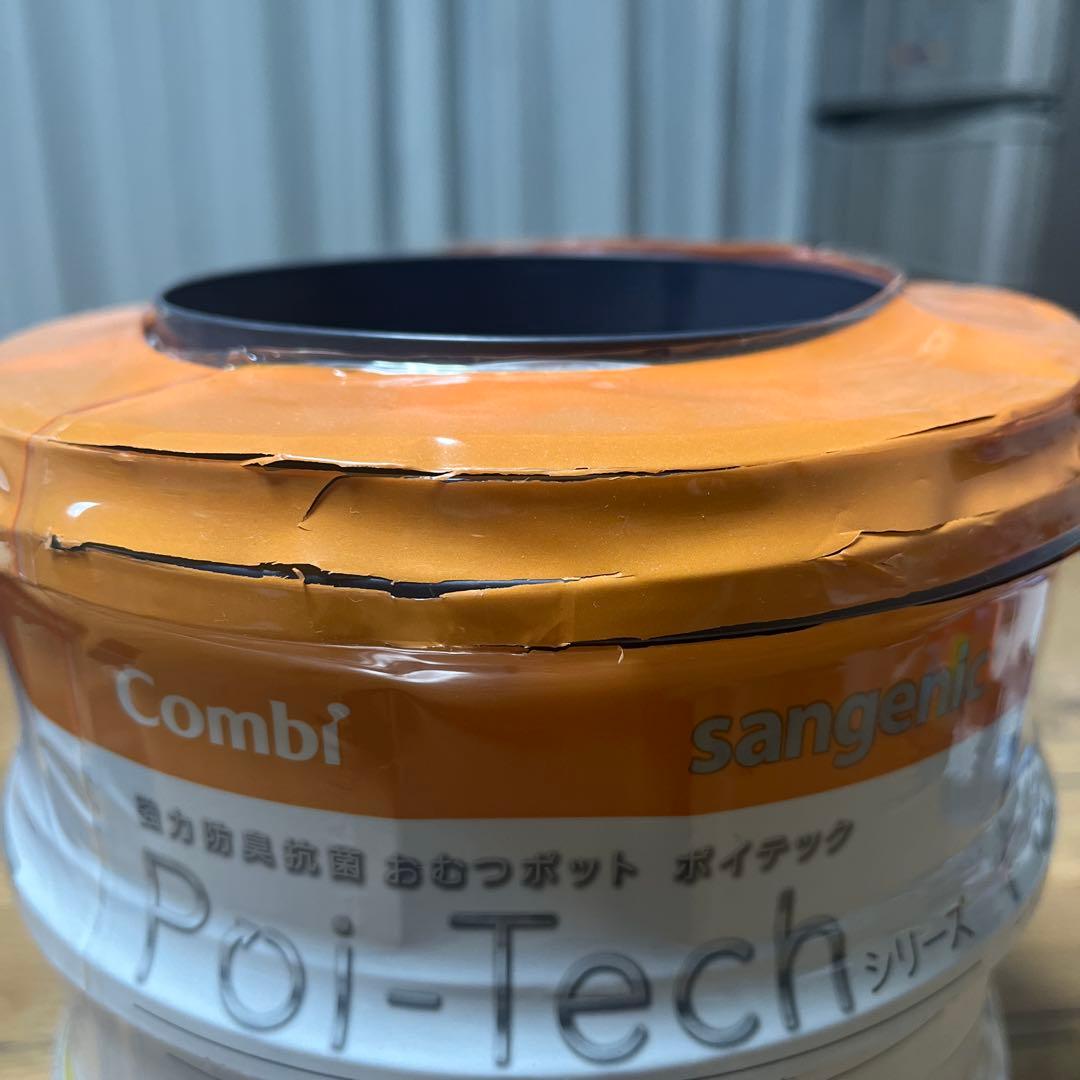 Combi sangenic
強力防臭抗菌 おむつポット ポイテック
Poi-Tech シリーズ